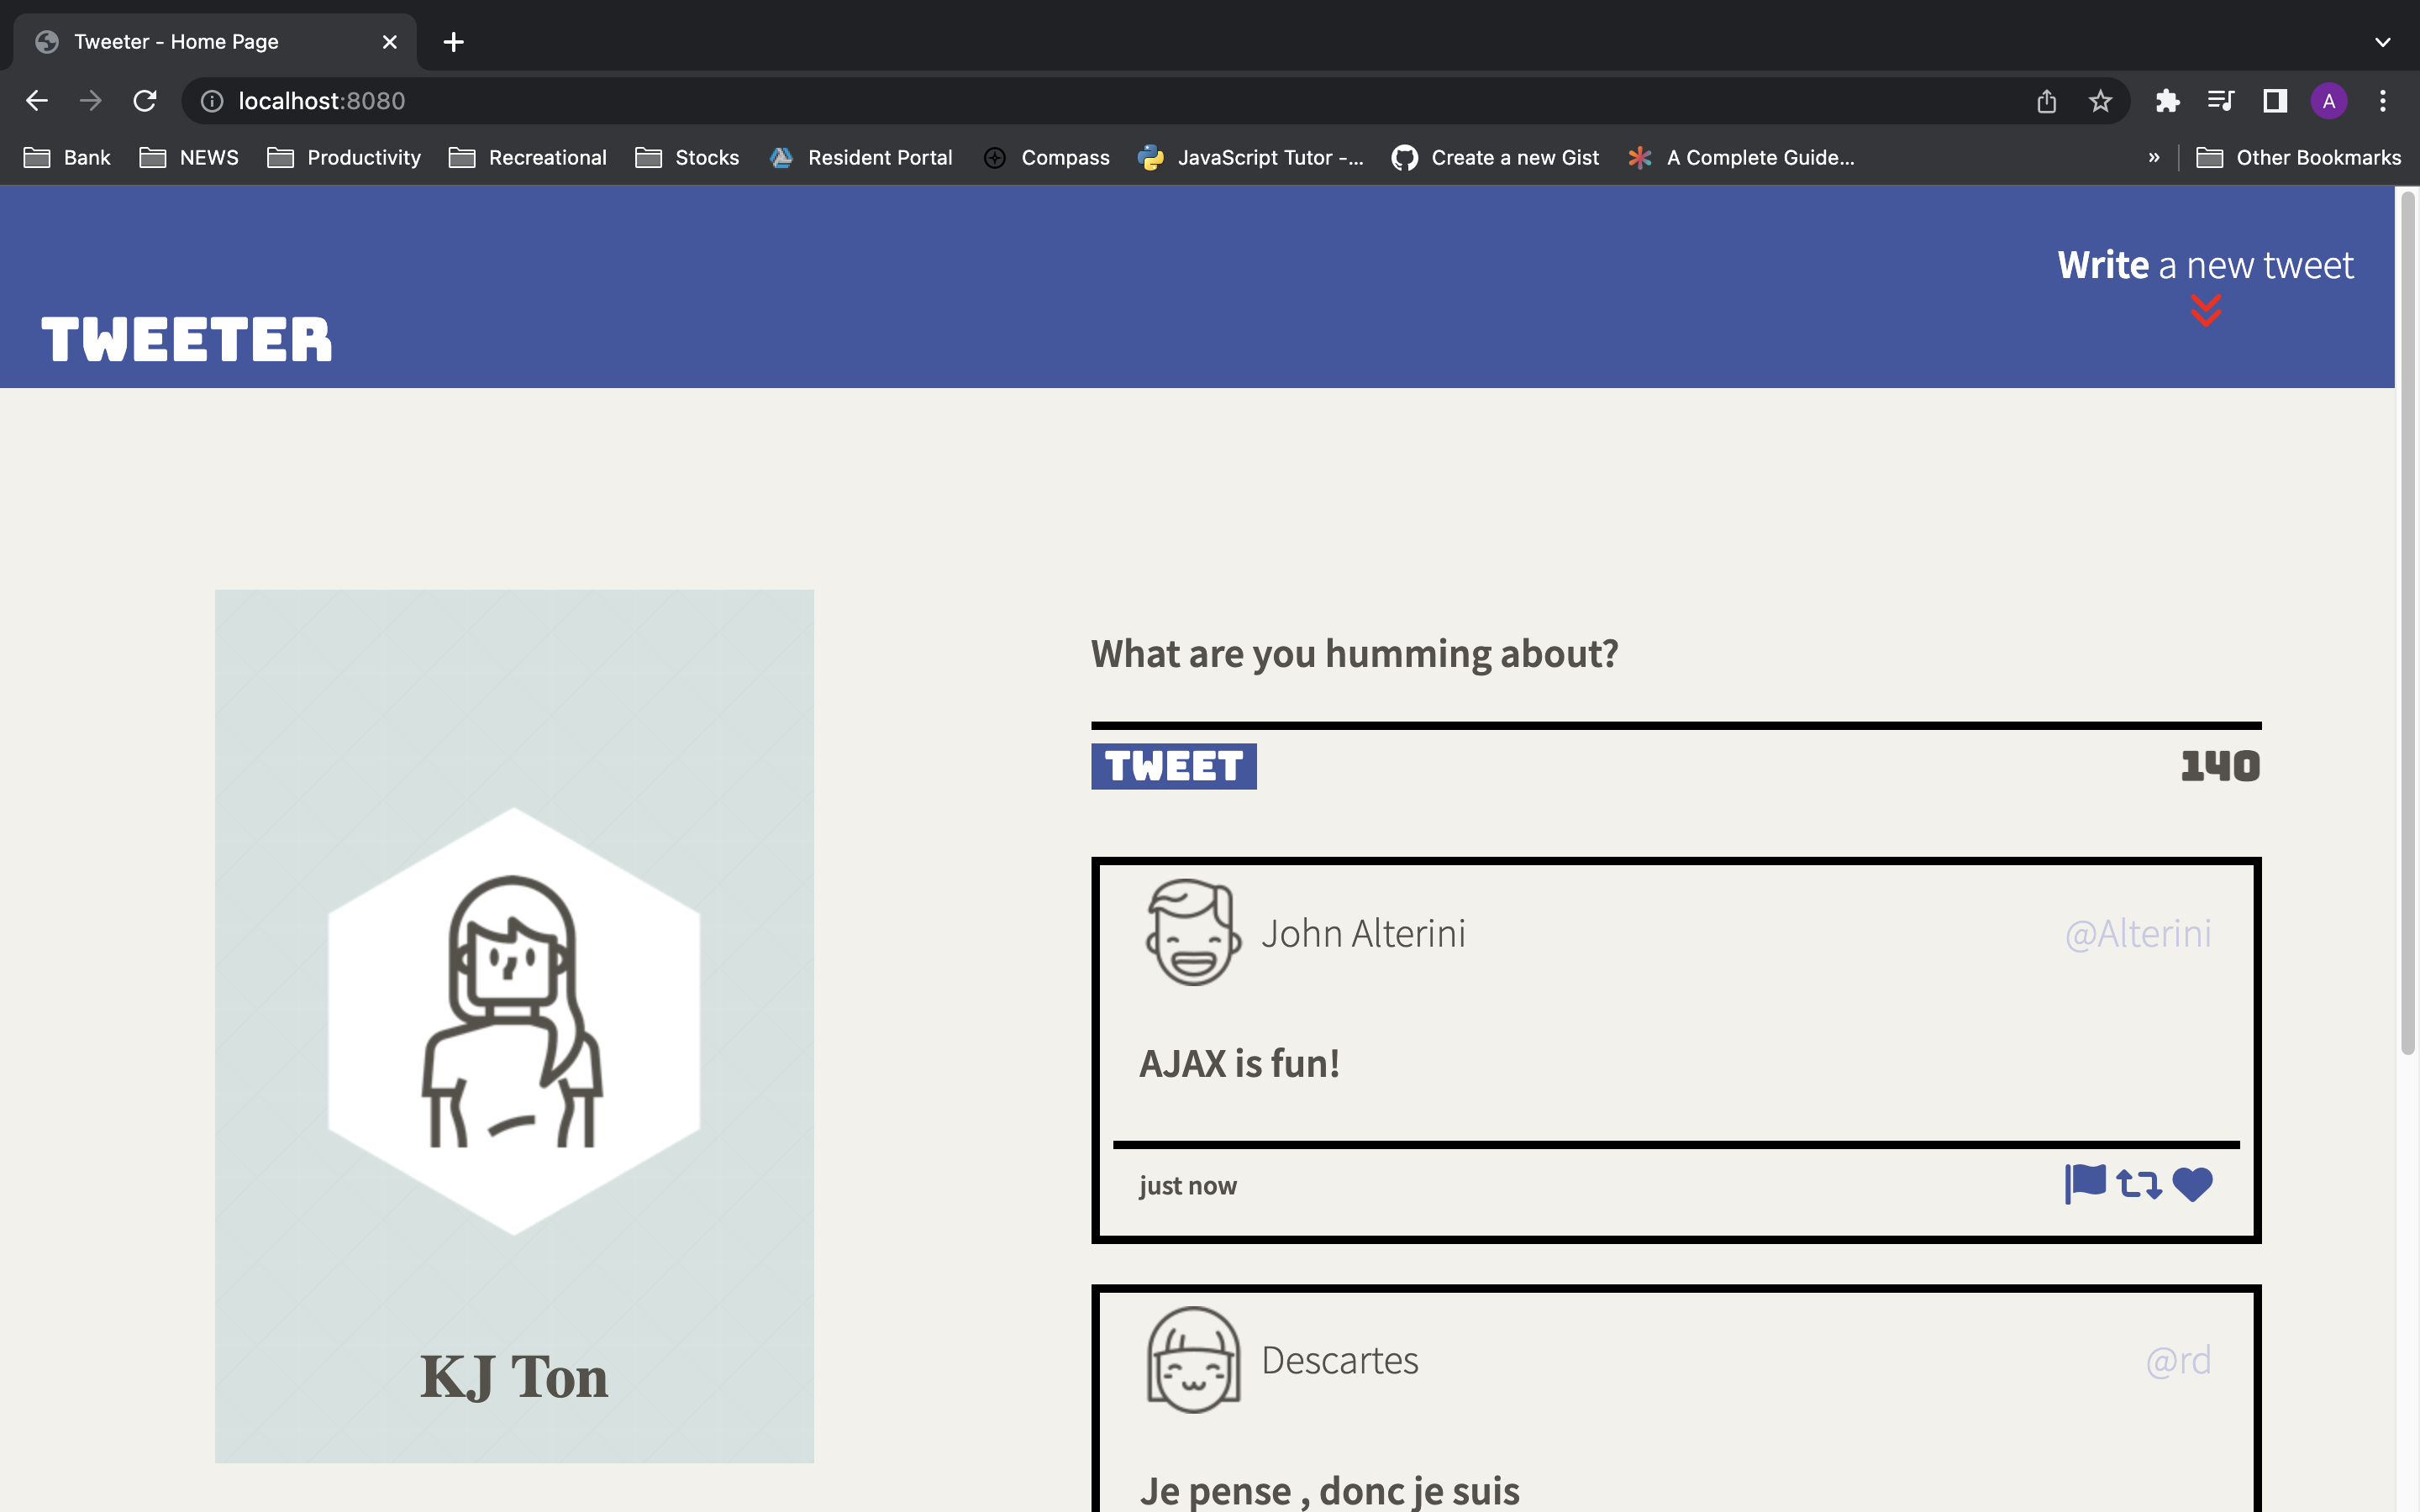 Tweeter - Home Page
localhost:8080
A
Bank
NEWS
Productivity
Recreational
Stocks
Resident Portal
Compass
JavaScript Tutor -...
Create a new Gist
A Complete Guide...
»
Other Bookmarks
Write a new tweet
TWEETER
What are you humming about?
TWEET
140
John Alterini
@Alterini
AJAX is fun!
just now
KJ Ton
Descartes
@rd
Je pense , donc je suis